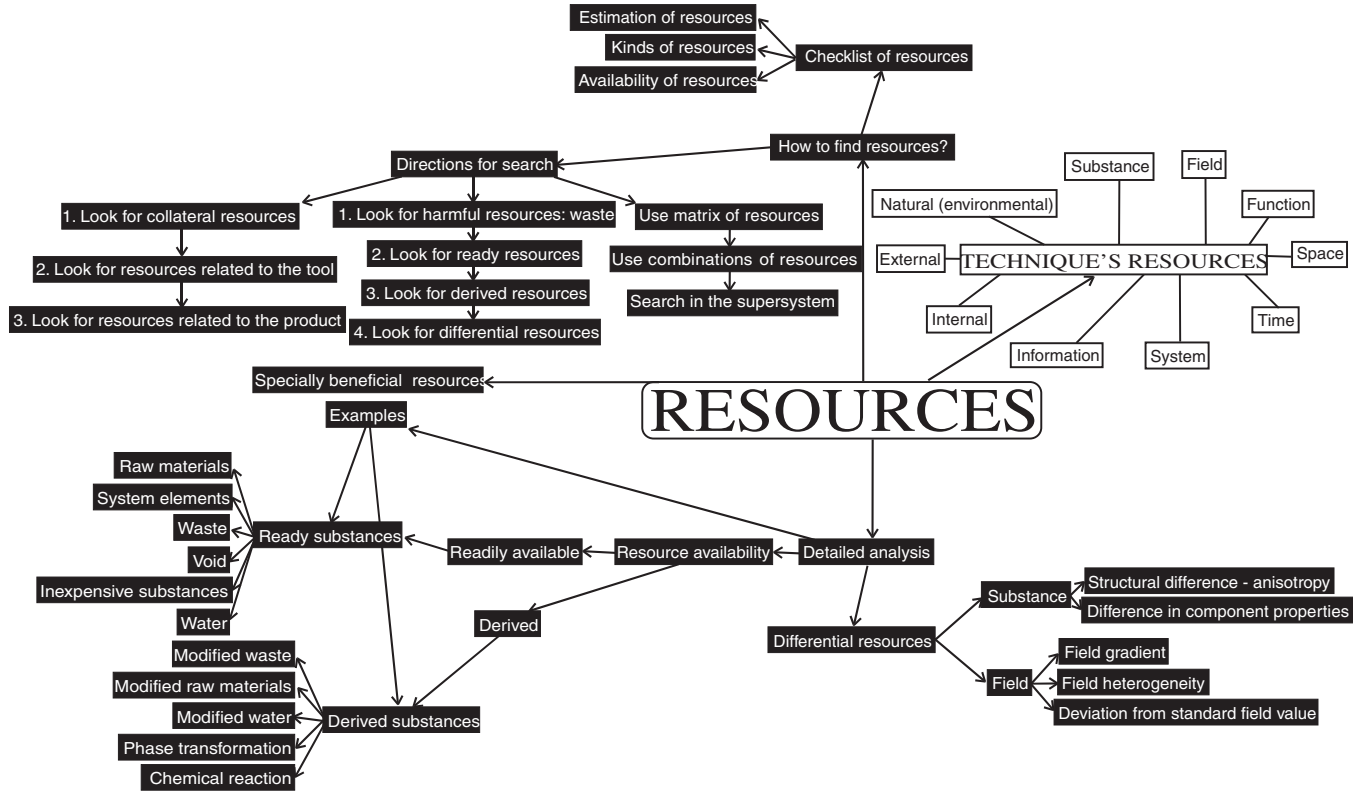 Estimation of resources
Kinds of resources
Checklist of resources
Availability of resources
How to find resources?
Directions for search
1. Look for collateral resources
2. Look for resources related to the tool
3. Look for resources related to the product
1. Look for harmful resources: waste
2. Look for ready resources
3. Look for derived resources
4. Look for differential resources
Use matrix of resources
Use combinations of resources
Search in the supersystem
Substance
Field
Natural (environmental)
Function
External
TECHNIQUE'S RESOURCES
Space
Internal
Time
Information
System
Specially beneficial resources
RESOURCES
Examples
Raw materials
System elements
Waste
Void
Inexpensive substances
Water
Ready substances
Readily available
Resource availability
Detailed analysis
Derived
Modified waste
Modified raw materials
Modified water
Phase transformation
Chemical reaction
Derived substances
Differential resources
Substance
Structural difference - anisotropy
Difference in component properties
Field
Field gradient
Field heterogeneity
Deviation from standard field value